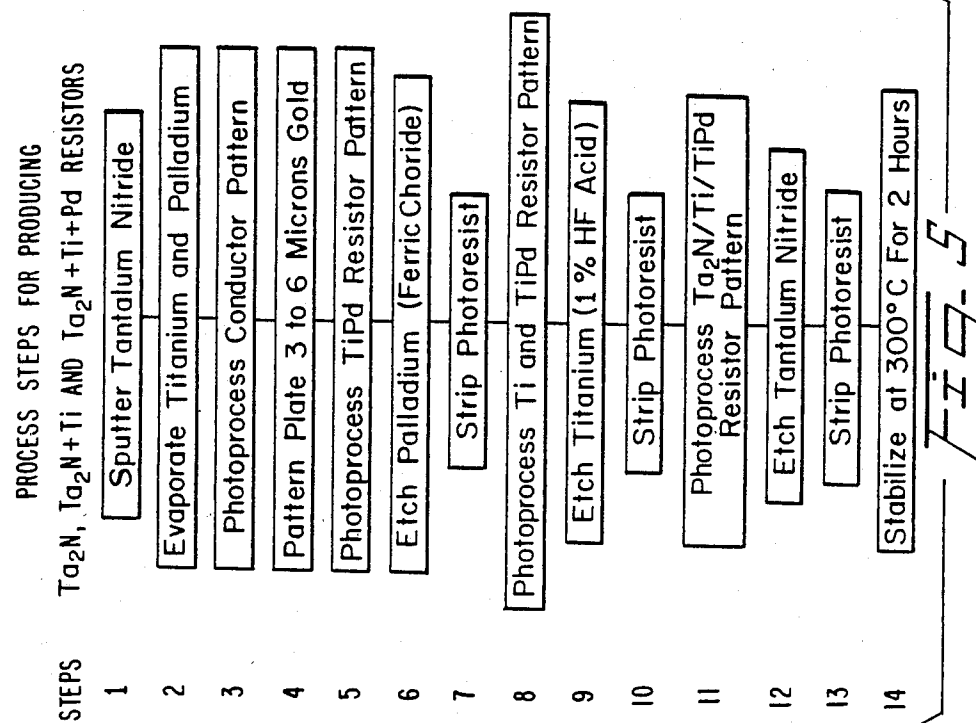 PROCESS STEPS FOR PRODUCING
STEPS Ta₂N, Ta₂N+Ti AND Ta₂N+Ti+Pd RESISTORS
1 Sputter Tantalum Nitride
2 Evaporate Titanium and Palladium
3 Photoprocess Conductor Pattern
4 Pattern Plate 3 to 6 Microns Gold
5 Photoprocess TiPd Resistor Pattern
6 Etch Palladium (Ferric Choride)
7 Strip Photoresist
8 Photoprocess Ti and TiPd Resistor Pattern
9 Etch Titanium (1% HF Acid)
10 Strip Photoresist
11 Photoprocess Ta₂N/Ti/TiPd
Resistor Pattern
12 Etch Tantalum Nitride
13 Strip Photoresist
14 Stabilize at 300°C For 2 Hours
Fig. 5